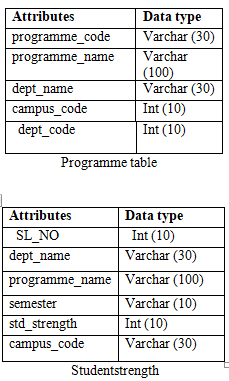 Attributes Data type
programme_code Varchar (30)
programme_name Varchar
(100)
dept_name Varchar (30)
campus_code Int (10)
dept_code Int (10)
Programme table
Attributes Data type
SL_NO Int (10)
dept_name Varchar (30)
programme_name Varchar (100)
semester Varchar (10)
std_strength Int (10)
campus_code Varchar (30)
Studentstrength